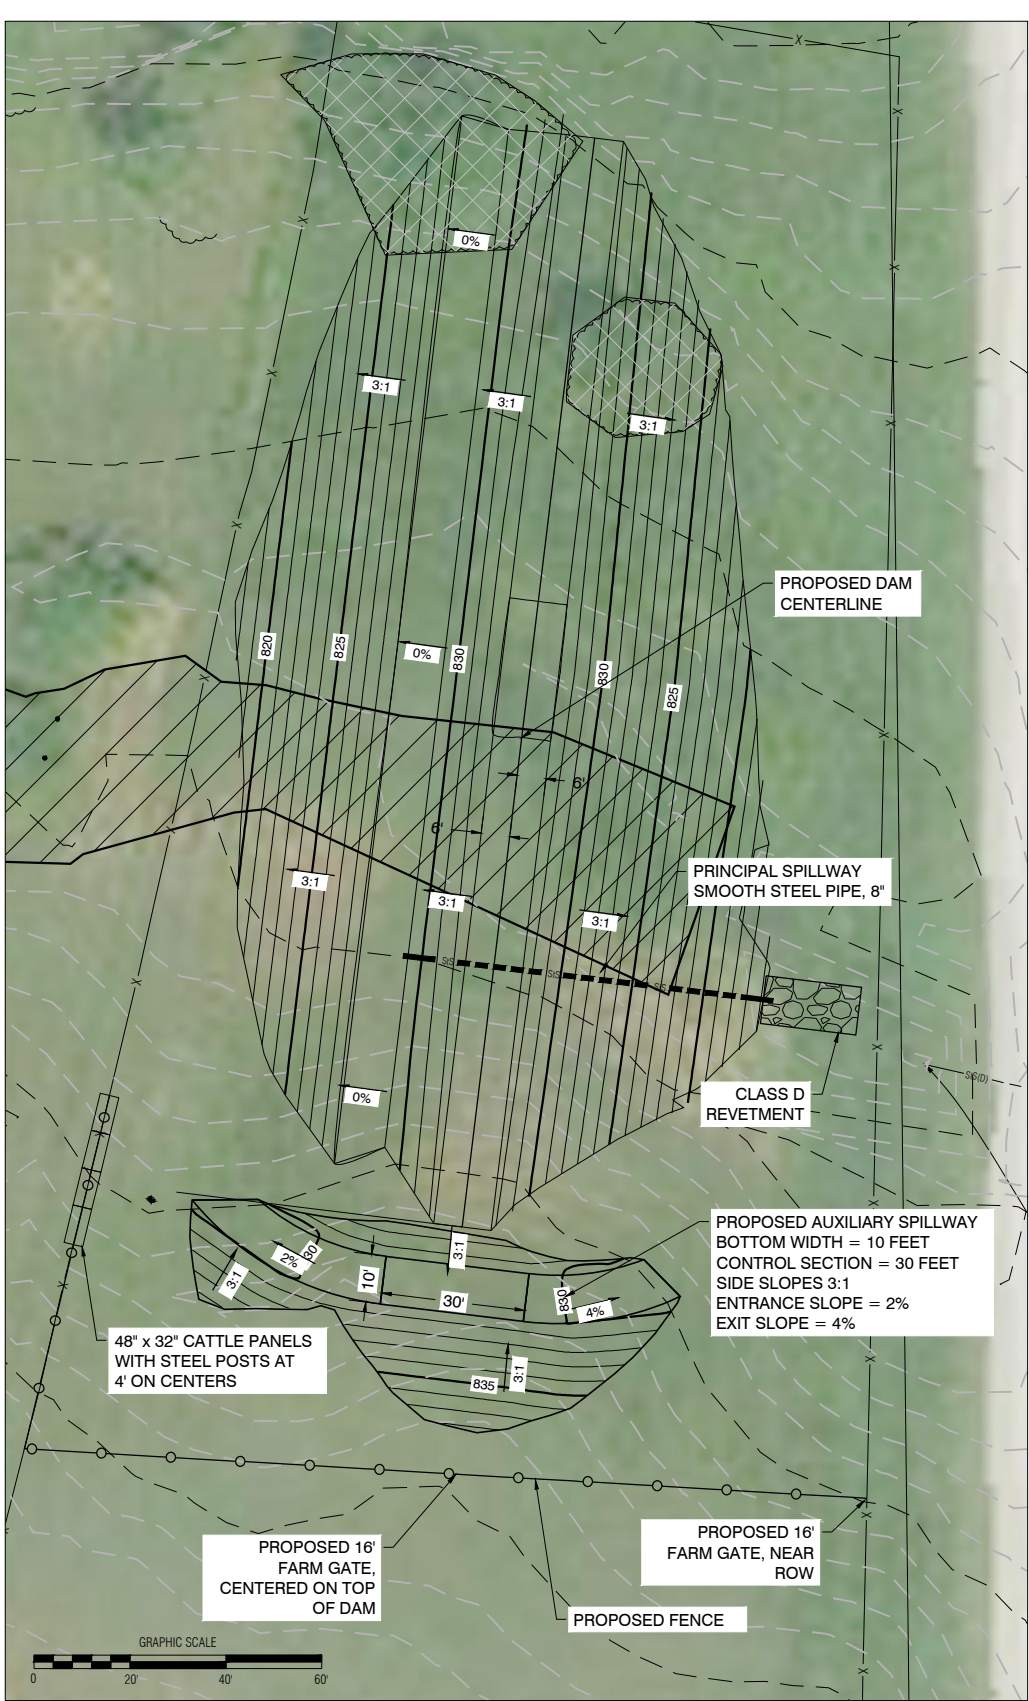 X
X
X
X
X
X
0%
3:1
3:1
3:1
X
X
X
PROPOSED DAM
CENTERLINE
820
825
0%
830
830
825
X
X
6'
6'
X
PRINCIPAL SPILLWAY
SMOOTH STEEL PIPE, 8"
3:1
3:1
3:1
StS
StS
StS
X
X
StS(D)
0%
CLASS D
REVETMENT
X
X
PROPOSED AUXILIARY SPILLWAY
BOTTOM WIDTH = 10 FEET
CONTROL SECTION = 30 FEET
SIDE SLOPES 3:1
ENTRANCE SLOPE = 2%
EXIT SLOPE = 4%
3:1
2%
30
3:1
10'
30'
830
4%
X
48" x 32" CATTLE PANELS
WITH STEEL POSTS AT
4' ON CENTERS
X
3:1
835
X
PROPOSED 16'
FARM GATE,
CENTERED ON TOP
OF DAM
PROPOSED 16'
FARM GATE, NEAR
ROW
PROPOSED FENCE
X
GRAPHIC SCALE
0 20' 40' 60'